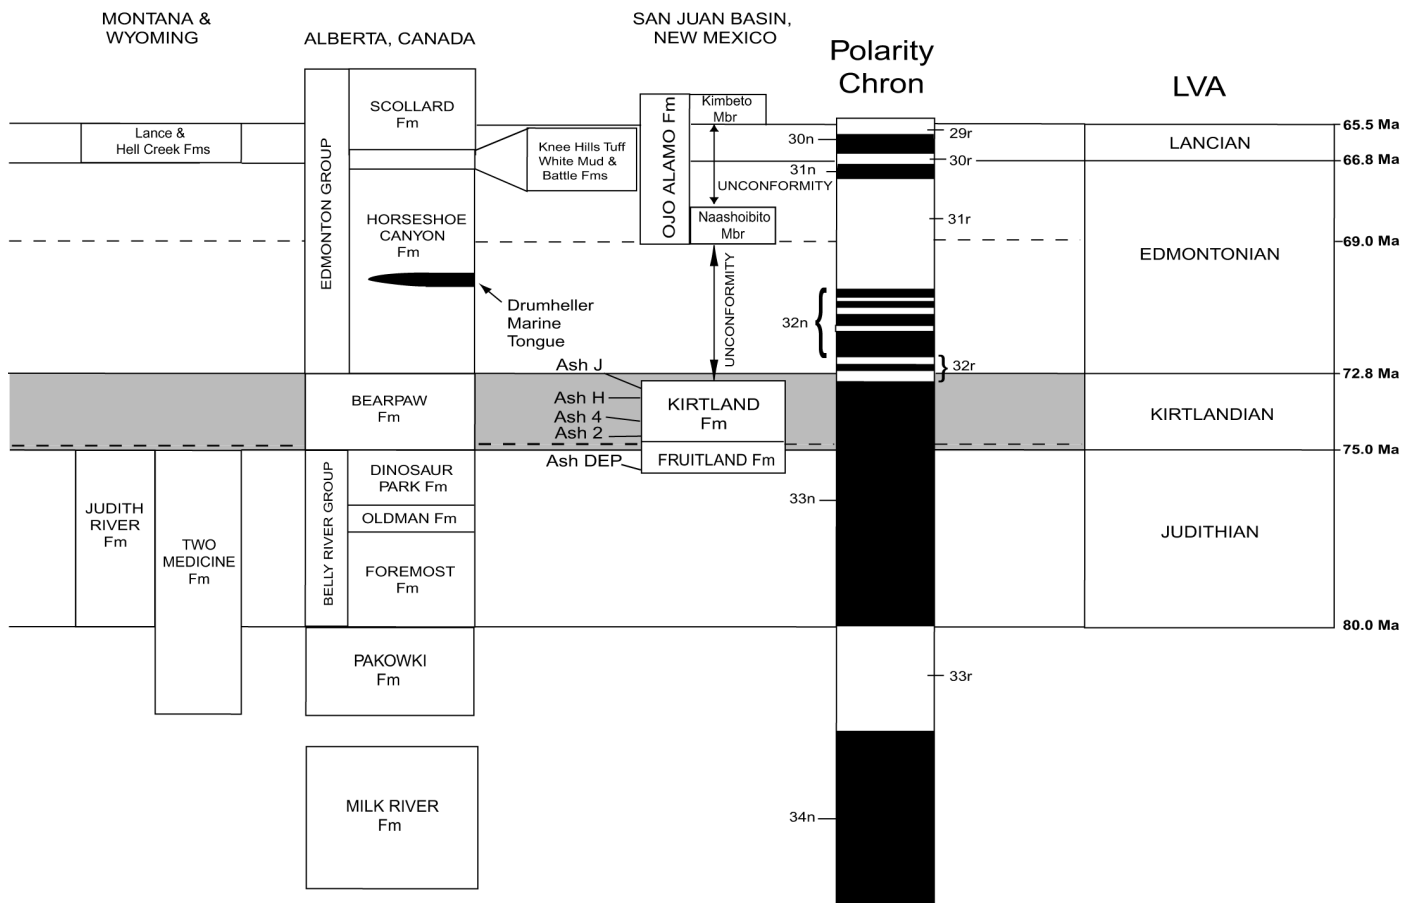 MONTANA &
WYOMING
ALBERTA, CANADA
SAN JUAN BASIN,
NEW MEXICO
Polarity
Chron
LVA
SCOLLARD
Fm
Lance &
Hell Creek Fms
Knee Hills Tuff
White Mud &
Battle Fms
EDMONTON GROUP
HORSESHOE
CANYON
Fm
Drumheller
Marine
Tongue
OJO ALAMO Fm
Kimbeto
Mbr
UNCONFORMITY
Naashoibito
Mbr
UNCONFORMITY
29r
30n
30r
31n
31r
32n
32r
33n
33r
34n
LANCIAN
EDMONTONIAN
KIRTLANDIAN
JUDITHIAN
65.5 Ma
66.8 Ma
69.0 Ma
72.8 Ma
75.0 Ma
80.0 Ma
BEARPAW
Fm
Ash J
Ash H
Ash 4
Ash 2
Ash DEP
KIRTLAND
Fm
FRUITLAND Fm
JUDITH
RIVER
Fm
TWO
MEDICINE
Fm
BELLY RIVER GROUP
DINOSAUR
PARK Fm
OLDMAN Fm
FOREMOST
Fm
PAKOWKI
Fm
MILK RIVER
Fm